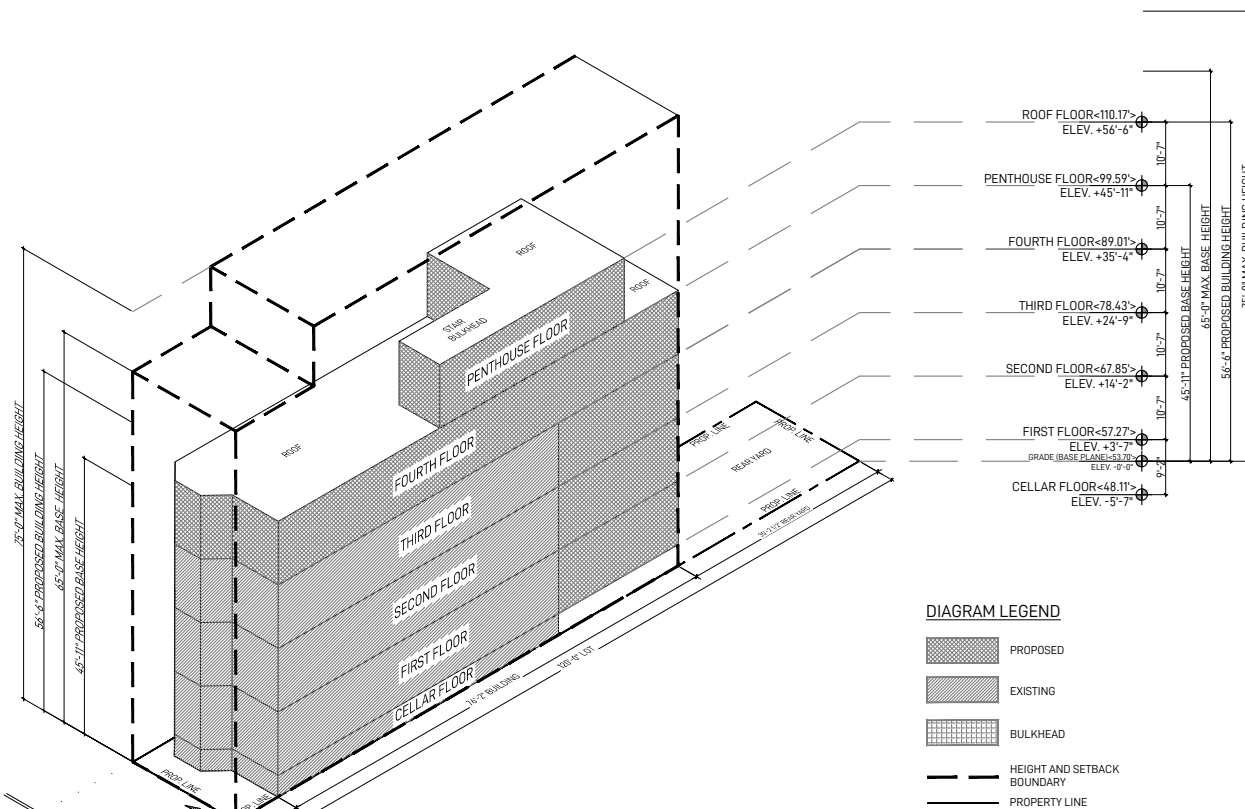 ROOF FLOOR<110.17'>
ELEV. +56'-6"
10'-7"
PENTHOUSE FLOOR<99.59'>
ELEV. +45'-11"
10'-7"
FOURTH FLOOR<89.01'>
ELEV. +35'-4"
10'-7"
THIRD FLOOR<78.43'>
ELEV. +24'-9"
10'-7"
SECOND FLOOR<67.85'>
ELEV. +14'-2"
10'-7"
FIRST FLOOR<57.27'>
ELEV. +3'-7"
GRADE (BASE PLANE)<53.70'>
ELEV. -0'-0"
9'-2"
CELLAR FLOOR<48.11'>
ELEV. -5'-7"
45'-11" PROPOSED BASE HEIGHT
65'-0" MAX. BASE HEIGHT
56'-6" PROPOSED BUILDING HEIGHT
75'-0" MAX. BUILDING HEIGHT
75'-0" MAX. BUILDING HEIGHT
56'-6" PROPOSED BUILDING HEIGHT
65'-0" MAX. BASE HEIGHT
45'-11" PROPOSED BASE HEIGHT
ROOF
ROOF
STAIR
BULKHEAD
PENTHOUSE FLOOR
ROOF
FOURTH FLOOR
THIRD FLOOR
SECOND FLOOR
FIRST FLOOR
CELLAR FLOOR
PROP. LINE
PROP. LINE
REAR YARD
PROP. LINE
76'-2" BUILDING
120'-0" LOT
PROP. LINE
PROP. LINE
DIAGRAM LEGEND
PROPOSED
EXISTING
BULKHEAD
HEIGHT AND SETBACK
BOUNDARY
PROPERTY LINE